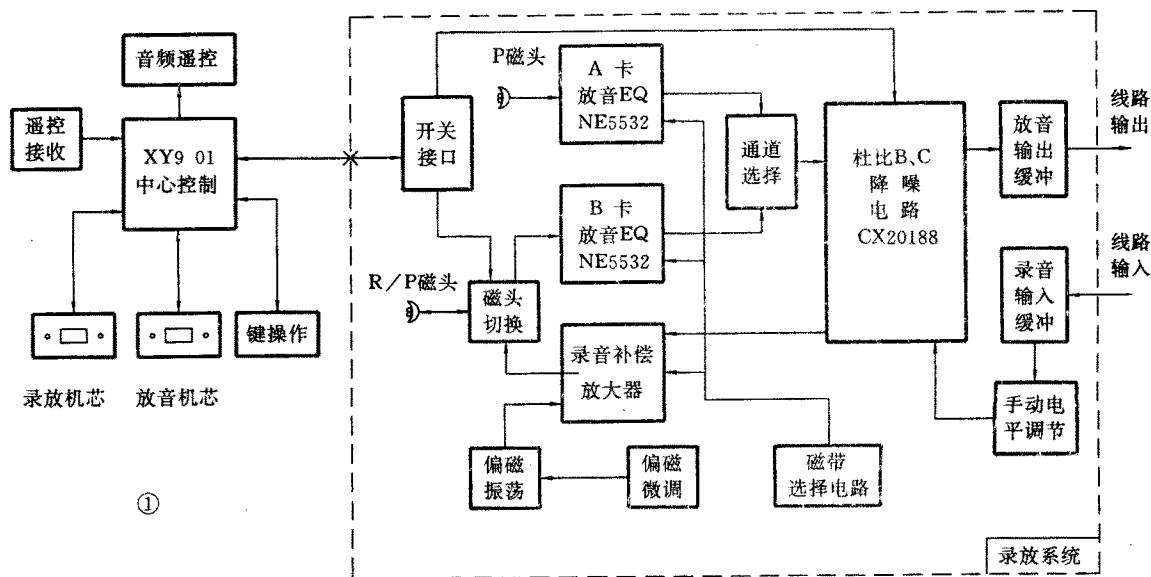 音频遥控
遥控
接收
XY9 01
中心控制
录放机芯
放音机芯
键操作
①
开关
接口
P磁头
A 卡
放音EQ
NE5532
B 卡
放音EQ
NE5532
R/P磁头
磁头
切换
通道
选择
录音补偿
放大器
偏磁
振荡
偏磁
微调
磁带
选择电路
杜比B、C
降噪
电路
CX20188
放音
输出
缓冲
线路
输出
线路
输入
录音
输入
缓冲
手动电
平调节
录放系统